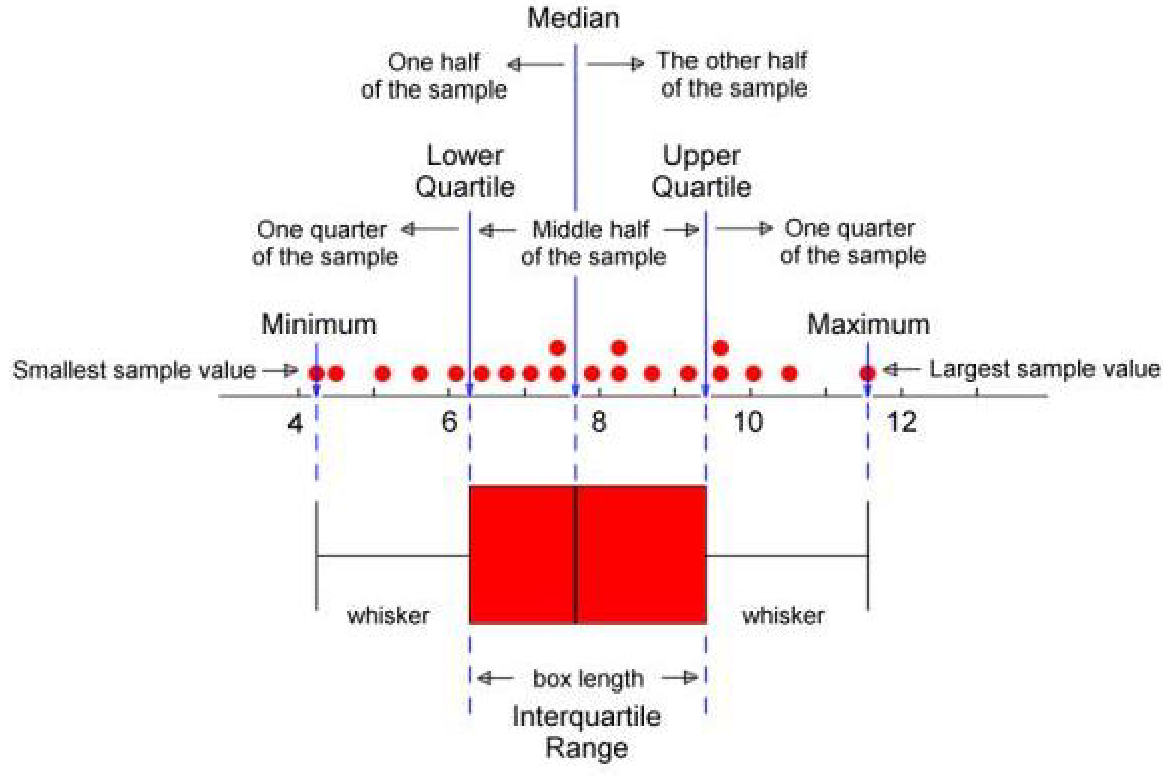 Median
One half
of the sample
The other half
of the sample
Lower
Quartile
Upper
Quartile
One quarter
of the sample
Middle half
of the sample
One quarter
of the sample
Minimum
Maximum
Smallest sample value
Largest sample value
4 6 8 10 12
whisker
whisker
box length
Interquartile
Range